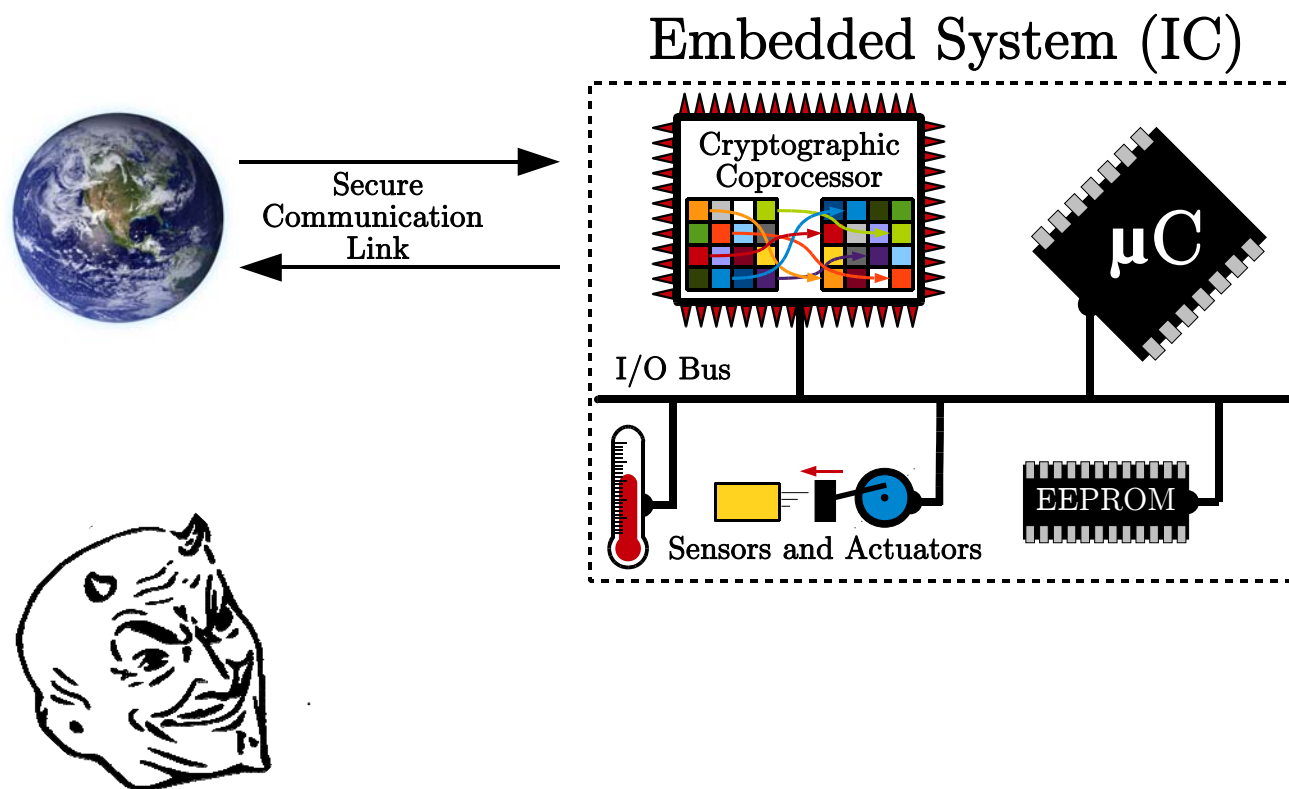 Embedded System (IC)
Cryptographic
Coprocessor
Secure
Communication
Link
μC
I/O Bus
EEPROM
Sensors and Actuators